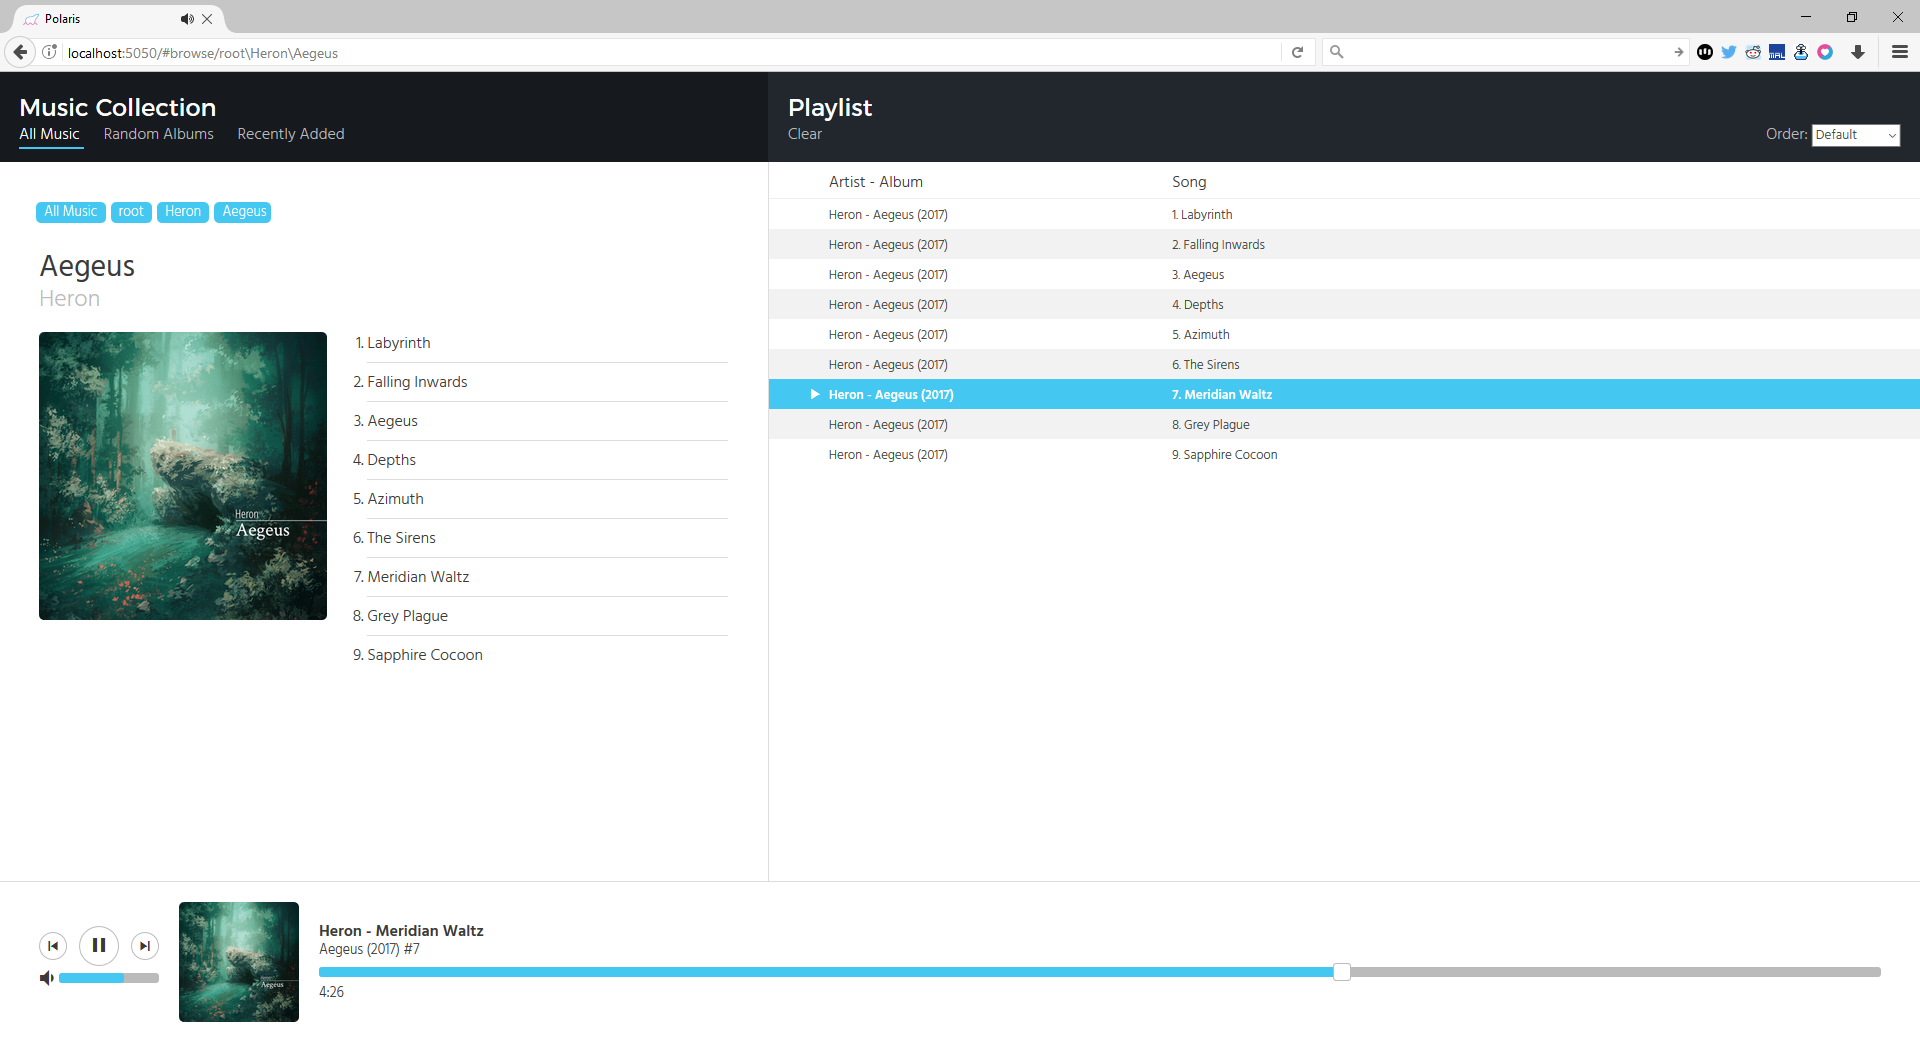 Polaris
localhost:5050/#browse/root\Heron\Aegeus
MAL
Music Collection
All Music Random Albums Recently Added
All Music root Heron Aegeus
Aegeus
Heron
Heron
Aegeus
1. Labyrinth
2. Falling Inwards
3. Aegeus
4. Depths
5. Azimuth
6. The Sirens
7. Meridian Waltz
8. Grey Plague
9. Sapphire Cocoon
Playlist
Clear
Order: Default
Artist - Album Song
Heron - Aegeus (2017) 1. Labyrinth
Heron - Aegeus (2017) 2. Falling Inwards
Heron - Aegeus (2017) 3. Aegeus
Heron - Aegeus (2017) 4. Depths
Heron - Aegeus (2017) 5. Azimuth
Heron - Aegeus (2017) 6. The Sirens
Heron - Aegeus (2017) 7. Meridian Waltz
Heron - Aegeus (2017) 8. Grey Plague
Heron - Aegeus (2017) 9. Sapphire Cocoon
Aegeus
Heron - Meridian Waltz
Aegeus (2017) #7
4:26